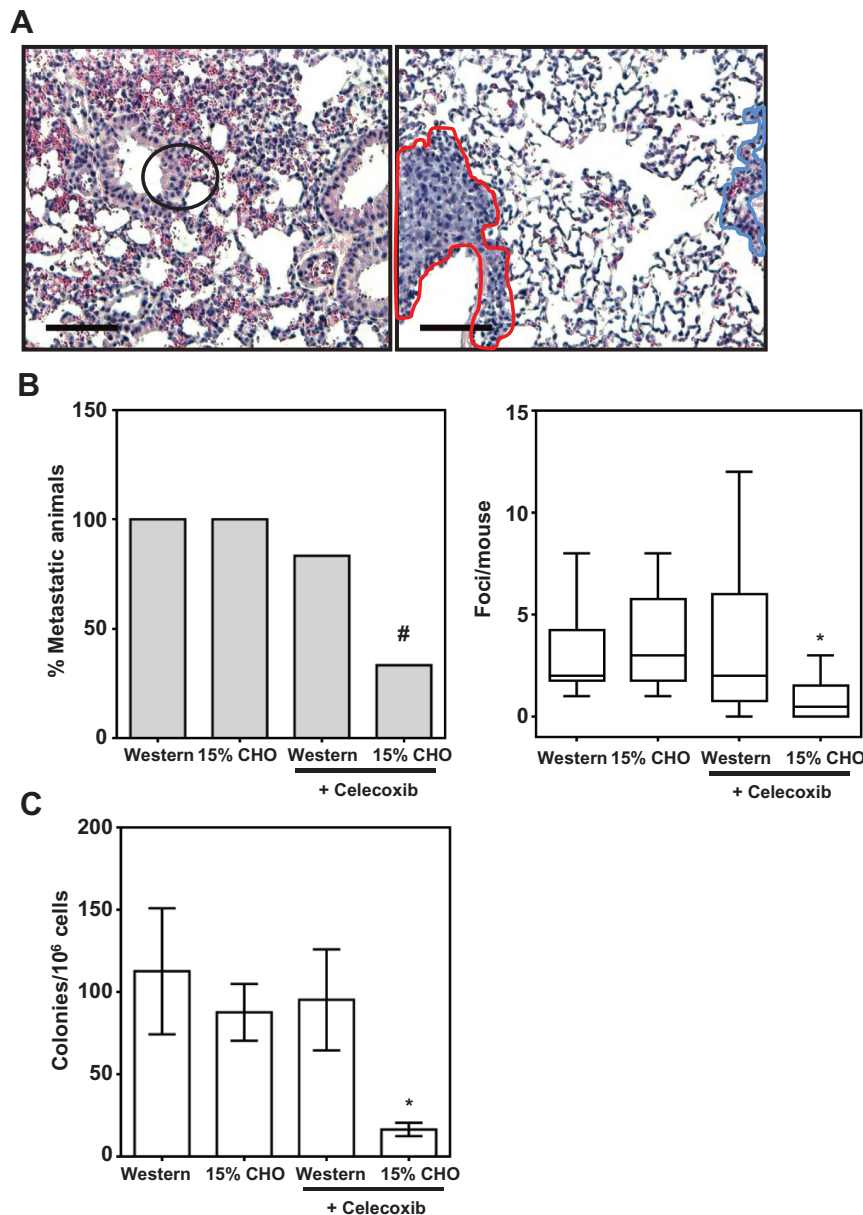 A
B
% Metastatic animals
150
100
50
0
Western 15% CHO Western 15% CHO
+ Celecoxib
#
Foci/mouse
15
10
5
0
Western 15% CHO Western 15% CHO
+ Celecoxib
*
C
Colonies/10⁶ cells
200
150
100
50
0
Western 15% CHO Western 15% CHO
+ Celecoxib
*